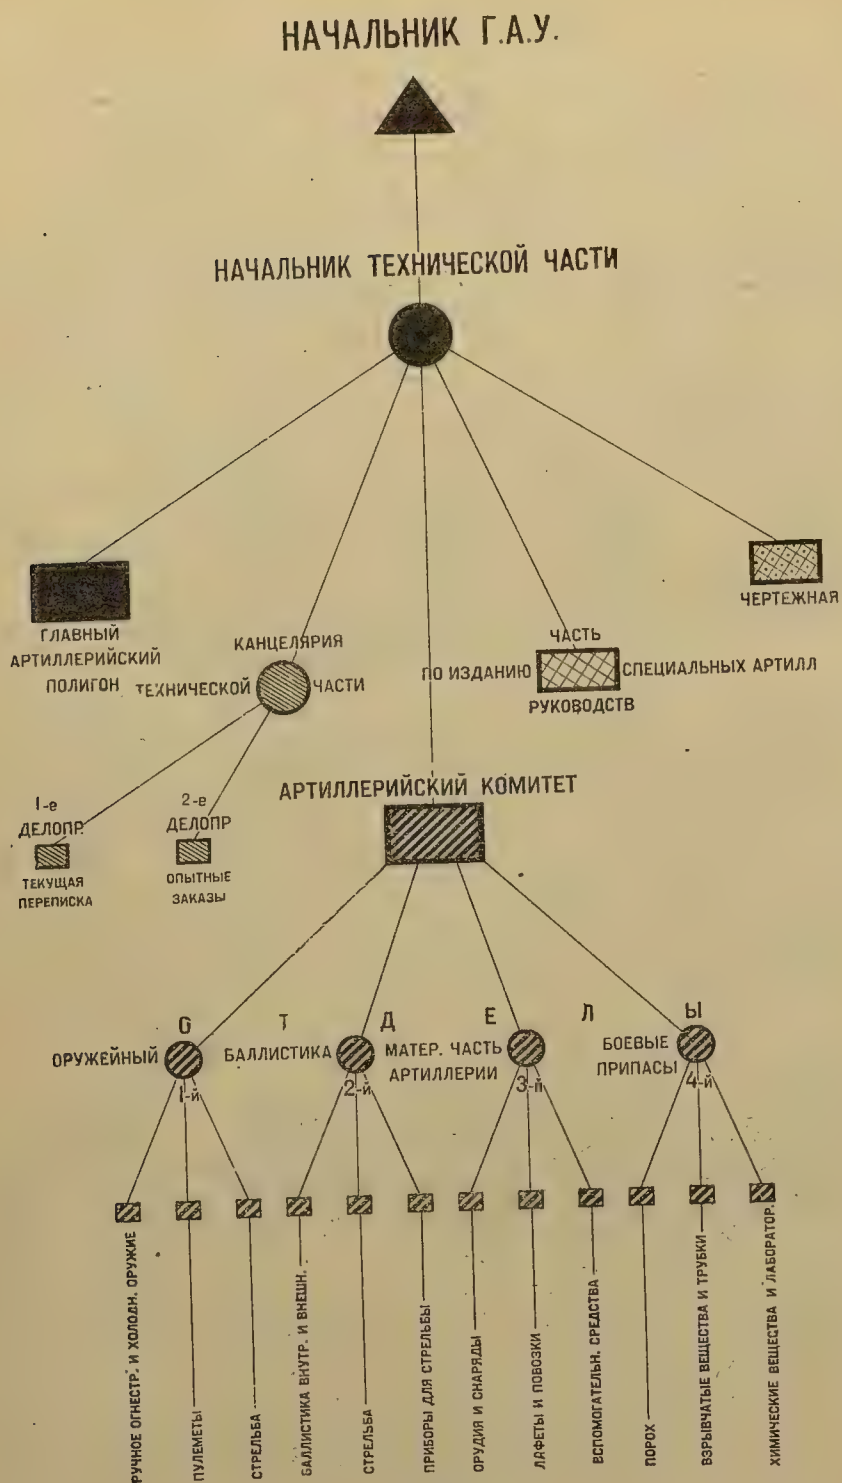 НАЧАЛЬНИК Г.А.У.
НАЧАЛЬНИК ТЕХНИЧЕСКОЙ ЧАСТИ
ГЛАВНЫЙ
АРТИЛЛЕРИЙСКИЙ
ПОЛИГОН
КАНЦЕЛЯРИЯ
ТЕХНИЧЕСКОЙ ЧАСТИ
ЧАСТЬ
ПО ИЗДАНИЮ СПЕЦИАЛЬНЫХ АРТИЛЛ
РУКОВОДСТВ
ЧЕРТЕЖНАЯ
1-е
ДЕЛОПР.
ТЕКУЩАЯ
ПЕРЕПИСКА
2-е
ДЕЛОПР
ОПЫТНЫЕ
ЗАКАЗЫ
АРТИЛЛЕРИЙСКИЙ КОМИТЕТ
О Т Д Е Л Ы
ОРУЖЕЙНЫЙ
1-й
БАЛЛИСТИКА
2-й
МАТЕР. ЧАСТЬ
АРТИЛЛЕРИИ
3-й
БОЕВЫЕ
ПРИПАСЫ
4-й
РУЧНОЕ ОГНЕСТР. И ХОЛОДН. ОРУЖИЕ
ПУЛЕМЕТЫ
СТРЕЛЬБА
БАЛЛИСТИКА ВНУТР. И ВНЕШН.
СТРЕЛЬБА
ПРИБОРЫ ДЛЯ СТРЕЛЬБЫ
ОРУДИЯ И СНАРЯДЫ
ЛАФЕТЫ И ПОВОЗКИ
ВСПОМОГАТЕЛЬН. СРЕДСТВА
ПОРОХ
ВЗРЫВЧАТЫЕ ВЕЩЕСТВА И ТРУБКИ
ХИМИЧЕСКИЕ ВЕЩЕСТВА И ЛАБОРАТОР.